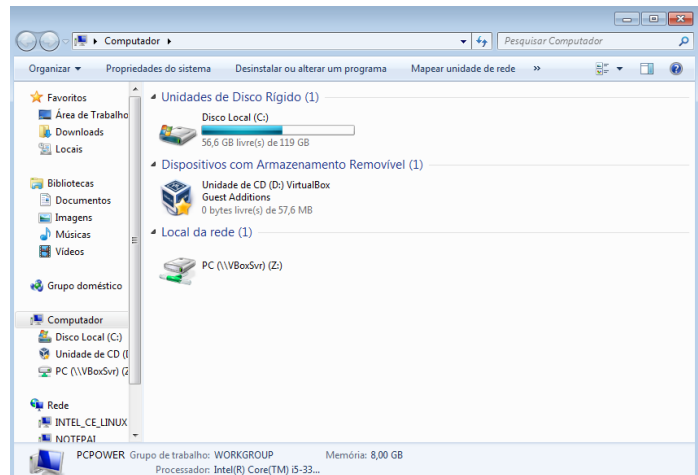 Computador
Pesquisar Computador
Organizar
Propriedades do sistema
Desinstalar ou alterar um programa
Mapear unidade de rede
»
Favoritos
Área de Trabalho
Downloads
Locais
Bibliotecas
Documentos
Imagens
Músicas
Vídeos
Grupo doméstico
Computador
Disco Local (C:)
Unidade de CD (D
PC (\\VBoxSvr) (Z
Rede
INTEL_CE_LINUX
NOTEPAI
Unidades de Disco Rígido (1)
Disco Local (C:)
56,6 GB livre(s) de 119 GB
Dispositivos com Armazenamento Removível (1)
Unidade de CD (D:) VirtualBox
Guest Additions
0 bytes livre(s) de 57,6 MB
Local da rede (1)
PC (\\VBoxSvr) (Z:)
PCPOWER Grupo de trabalho: WORKGROUP Memória: 8,00 GB
Processador: Intel(R) Core(TM) i5-33...